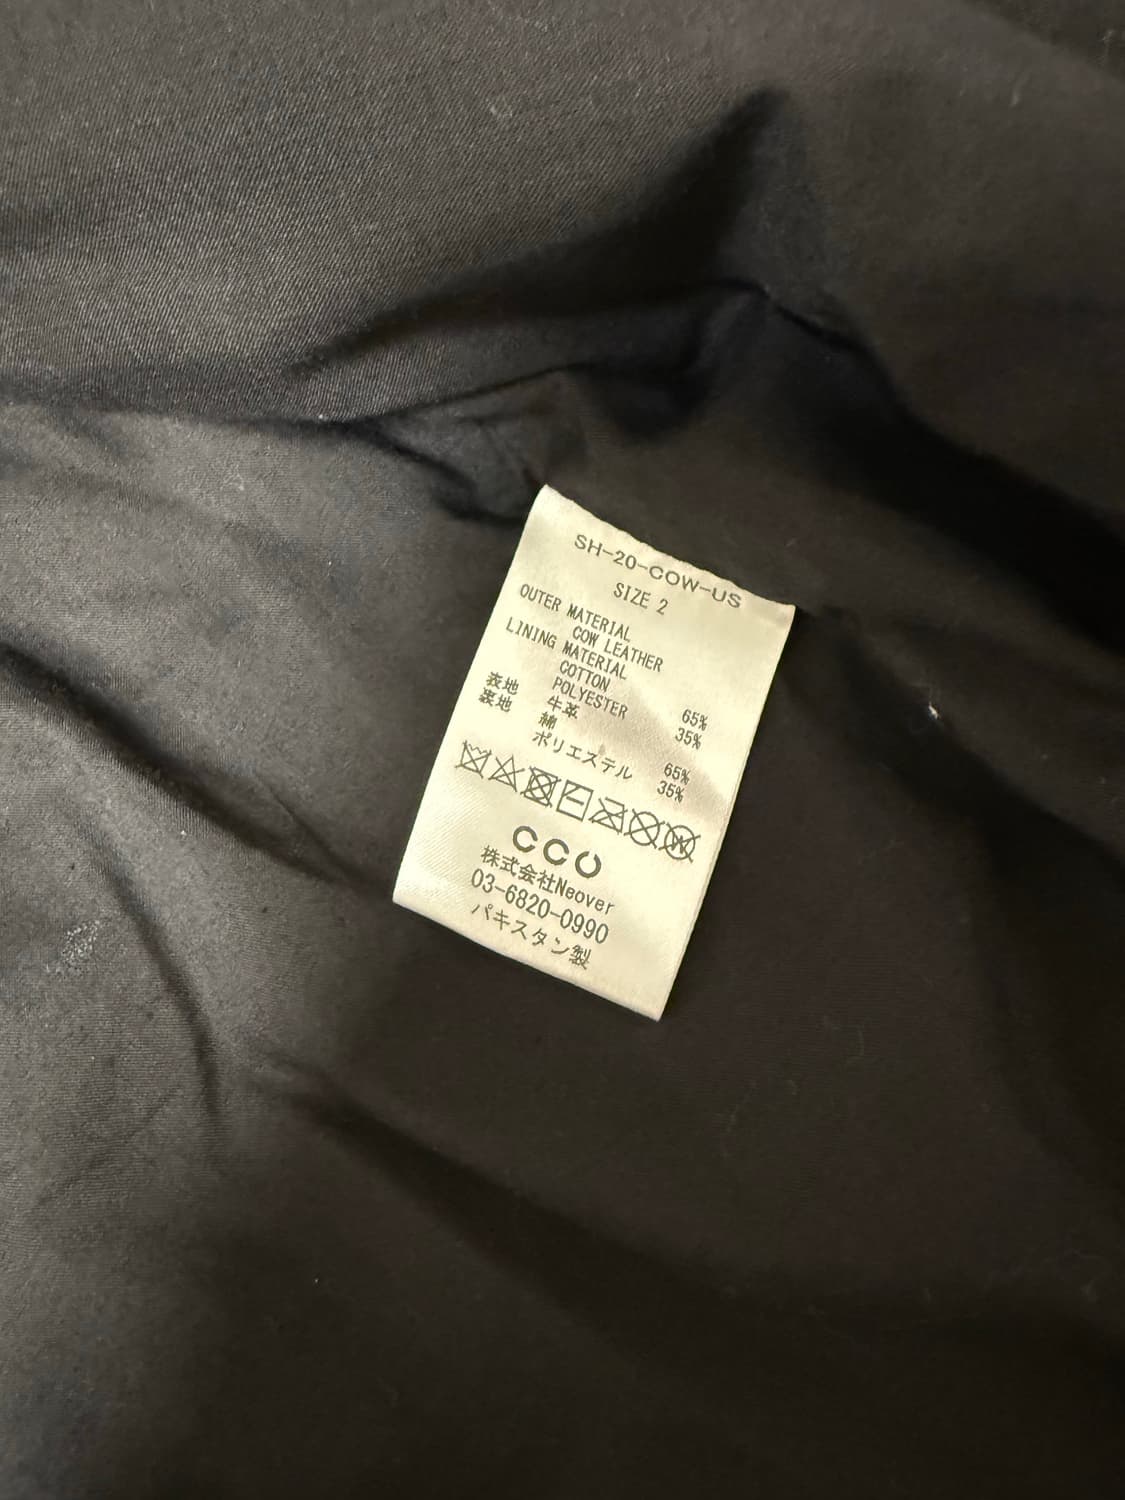 SH-20-COW-US
SIZE 2
OUTER MATERIAL
COW LEATHER
LINING MATERIAL
COTTON 65%
POLYESTER 35%
表地 牛革
裏地 綿 65%
ポリエステル 35%
CCU
株式会社Neover
03-6820-0990
パキスタン製